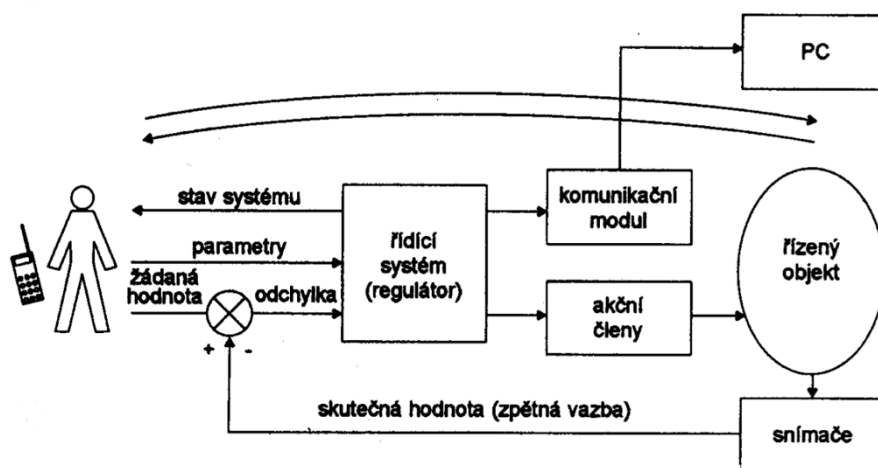 PC
stav systému
komunikační
modul
parametry
řídící
systém
(regulátor)
řízený
objekt
žádaná
hodnota
odchylka
akční
členy
+ -
skutečná hodnota (zpětná vazba)
snímače